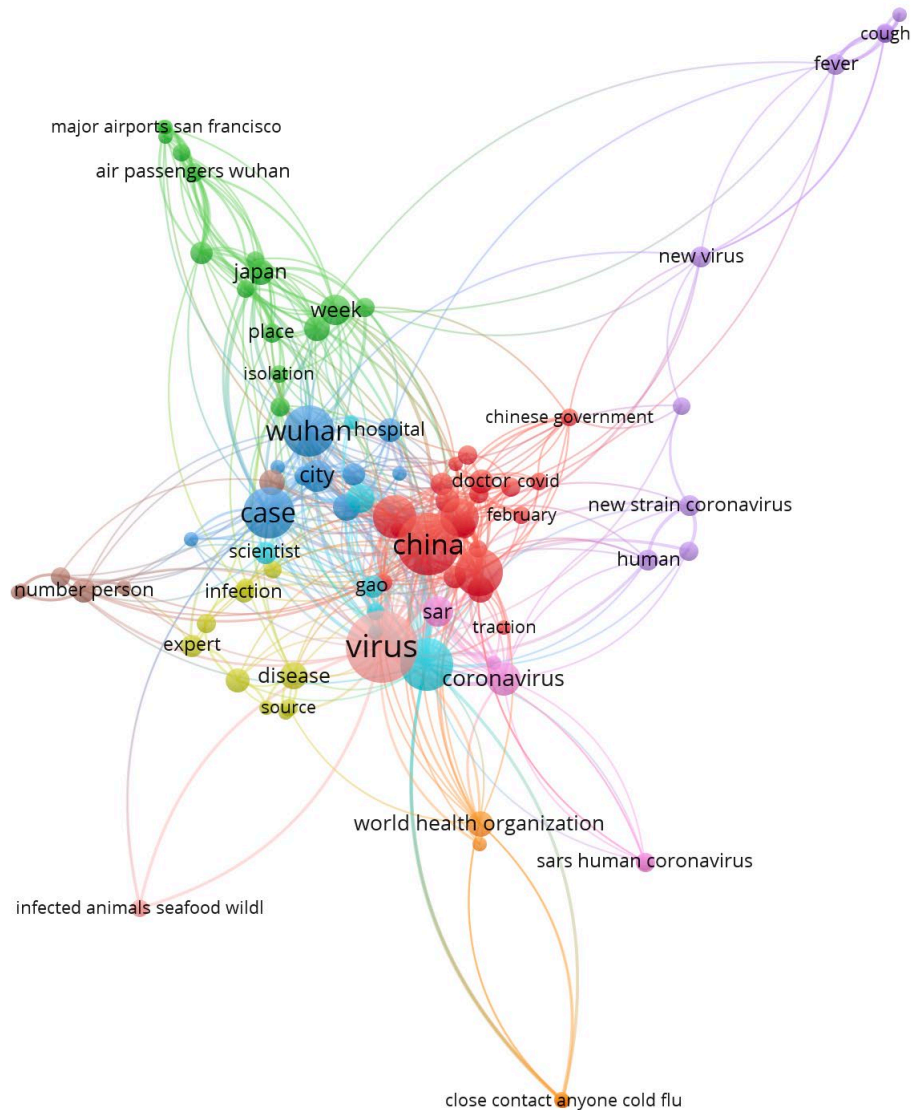 cough
fever
major airports san francisco
air passengers wuhan
new virus
japan
week
place
isolation
chinese government
wuhan
hospital
city
doctor
covid
case
february
new strain coronavirus
china
scientist
human
number person
infection
gao
sar
traction
expert
virus
disease
coronavirus
source
world health organization
sars human coronavirus
infected animals seafood wildl
close contact anyone cold flu